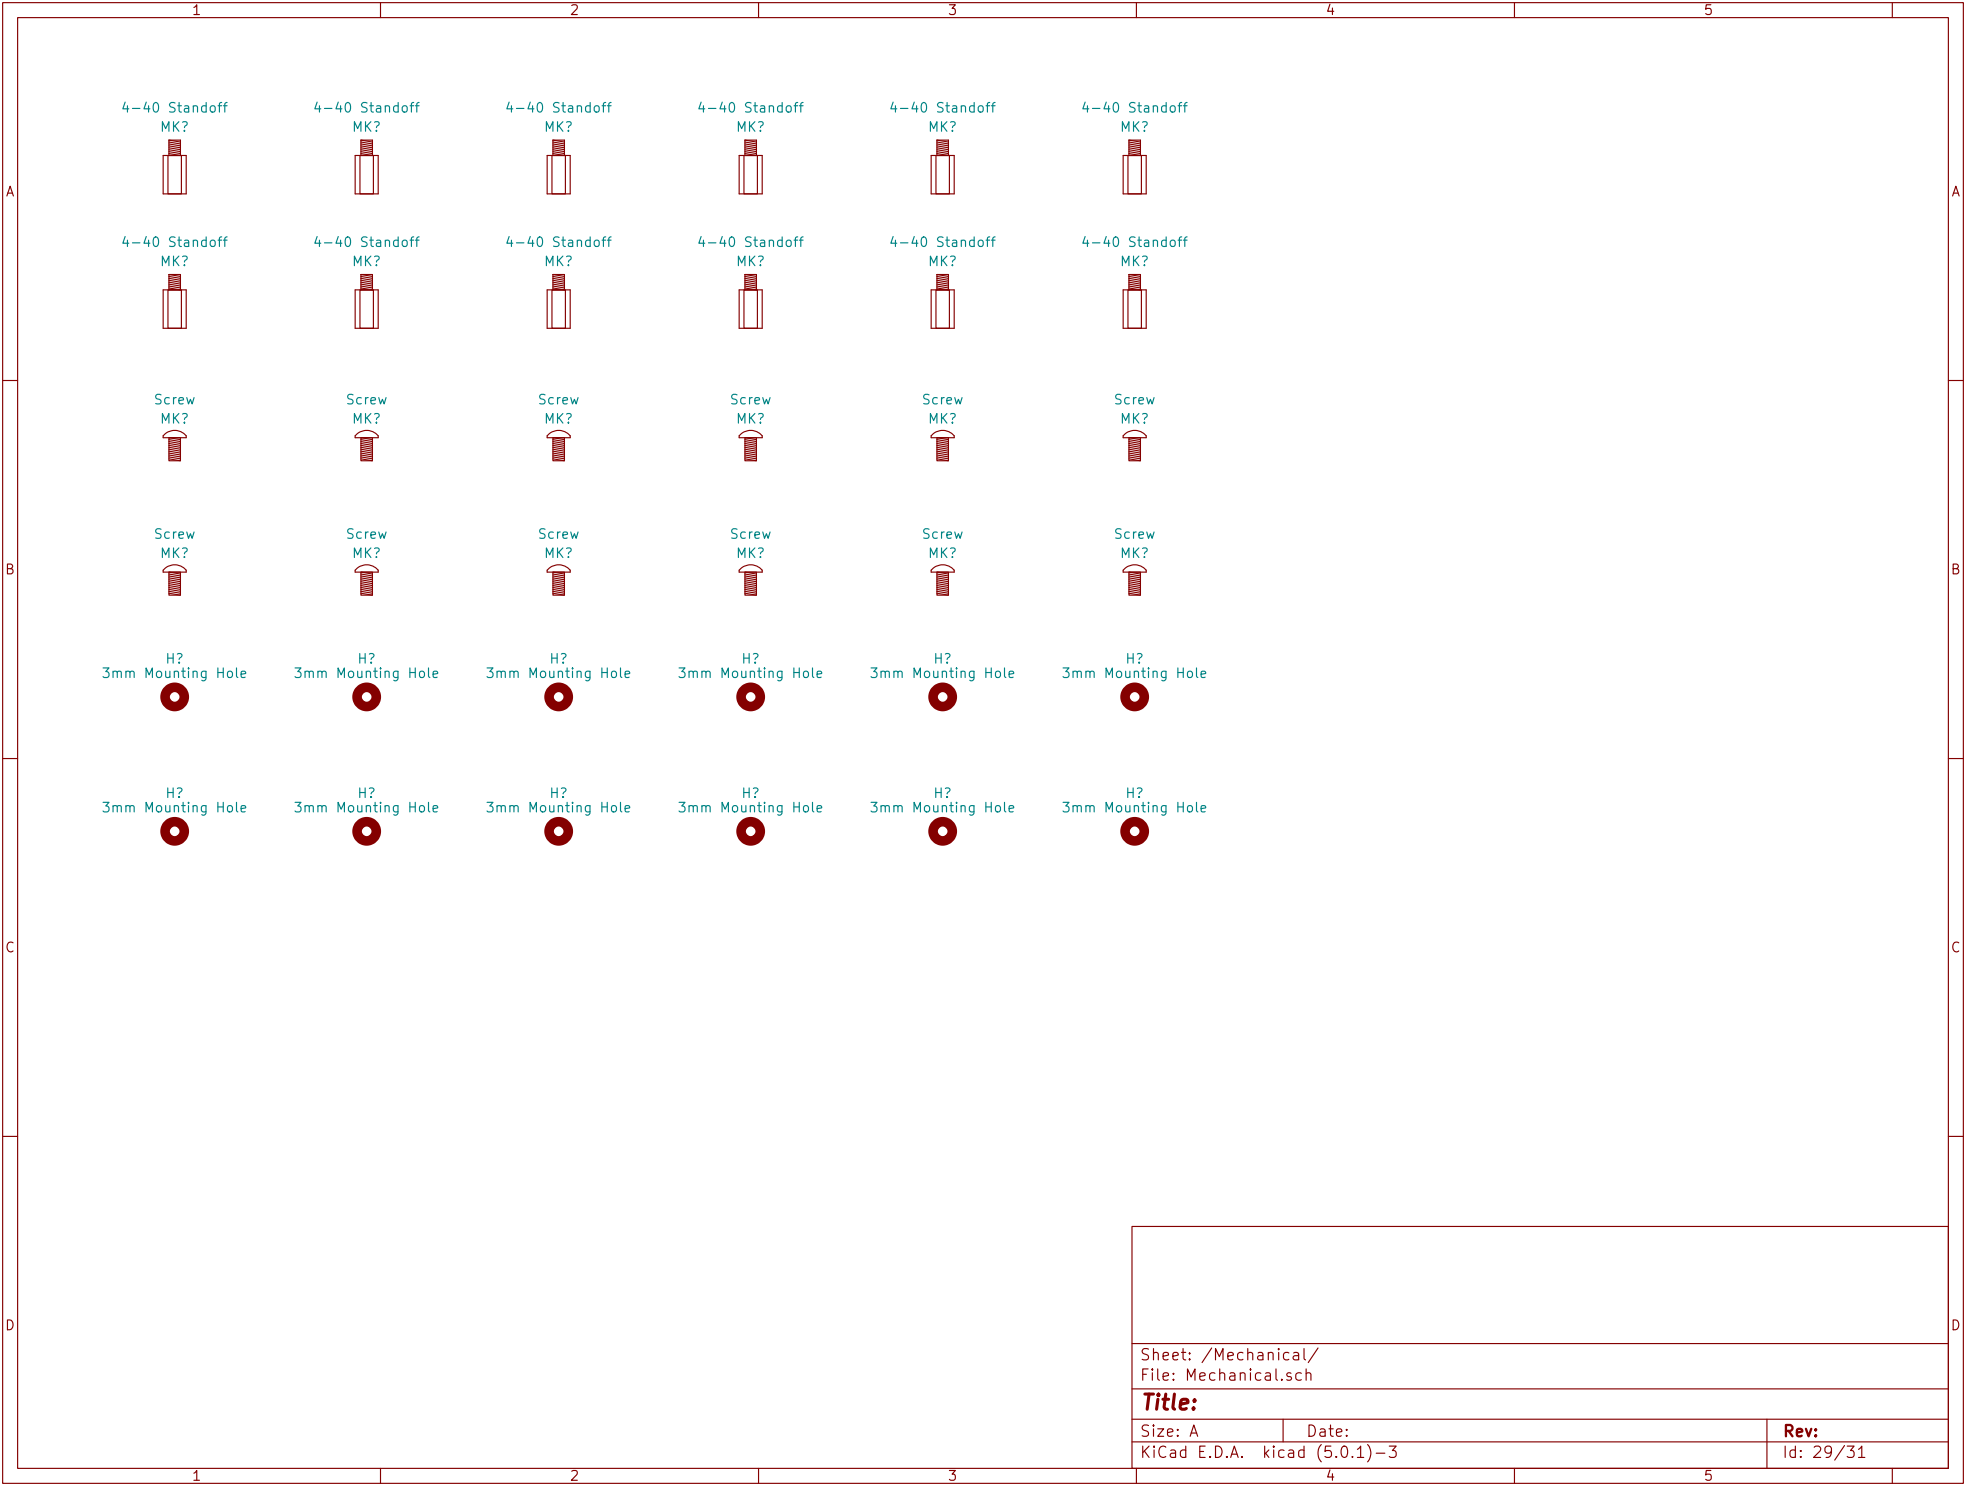 1 2 3 4 5
4-40 Standoff 4-40 Standoff 4-40 Standoff 4-40 Standoff 4-40 Standoff 4-40 Standoff
MK? MK? MK? MK? MK? MK?
A A
4-40 Standoff 4-40 Standoff 4-40 Standoff 4-40 Standoff 4-40 Standoff 4-40 Standoff
MK? MK? MK? MK? MK? MK?
Screw Screw Screw Screw Screw Screw
MK? MK? MK? MK? MK? MK?
Screw Screw Screw Screw Screw Screw
MK? MK? MK? MK? MK? MK?
B B
H? H? H? H? H? H?
3mm Mounting Hole 3mm Mounting Hole 3mm Mounting Hole 3mm Mounting Hole 3mm Mounting Hole 3mm Mounting Hole
H? H? H? H? H? H?
3mm Mounting Hole 3mm Mounting Hole 3mm Mounting Hole 3mm Mounting Hole 3mm Mounting Hole 3mm Mounting Hole
C C
D D
Sheet: /Mechanical/
File: Mechanical.sch
Title:
Size: A Date: Rev:
KiCad E.D.A. kicad (5.0.1)-3 Id: 29/31
1 2 3 4 5